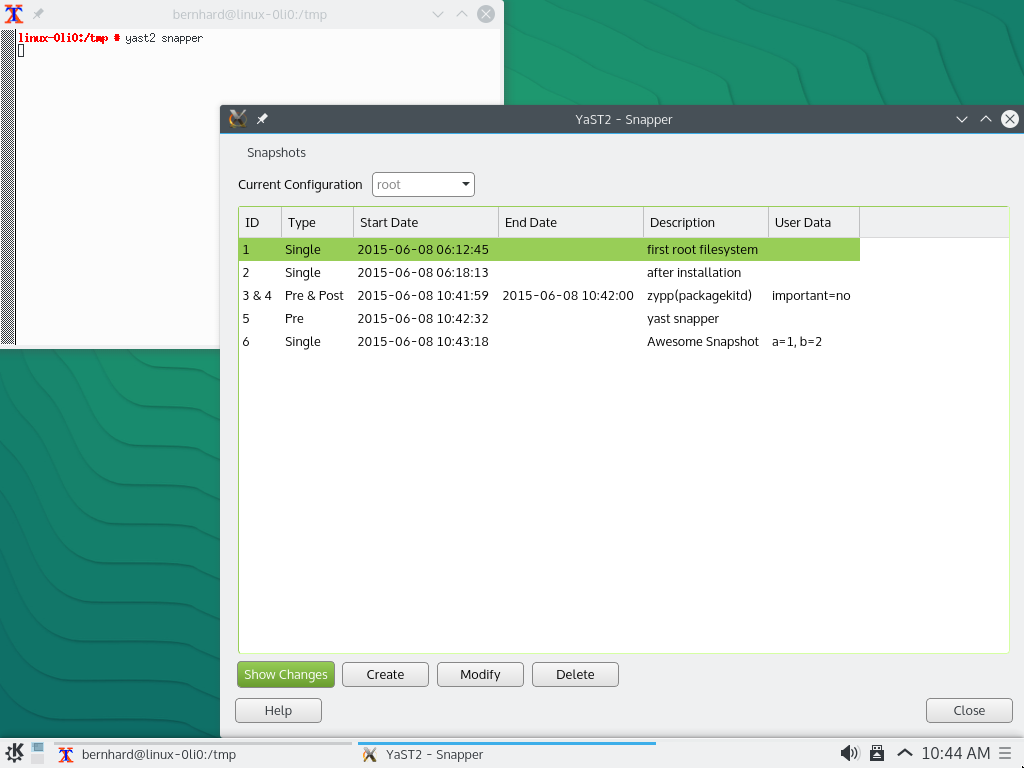 bernhard@linux-0li0:/tmp
linux-0li0:/tmp # yast2 snapper
YaST2 - Snapper
Snapshots
Current Configuration root
ID Type Start Date End Date Description User Data
1 Single 2015-06-08 06:12:45 first root filesystem
2 Single 2015-06-08 06:18:13 after installation
3 & 4 Pre & Post 2015-06-08 10:41:59 2015-06-08 10:42:00 zypp(packagekitd) important=no
5 Pre 2015-06-08 10:42:32 yast snapper
6 Single 2015-06-08 10:43:18 Awesome Snapshot a=1, b=2
Show Changes Create Modify Delete
Help Close
bernhard@linux-0li0:/tmp YaST2 - Snapper 10:44 AM